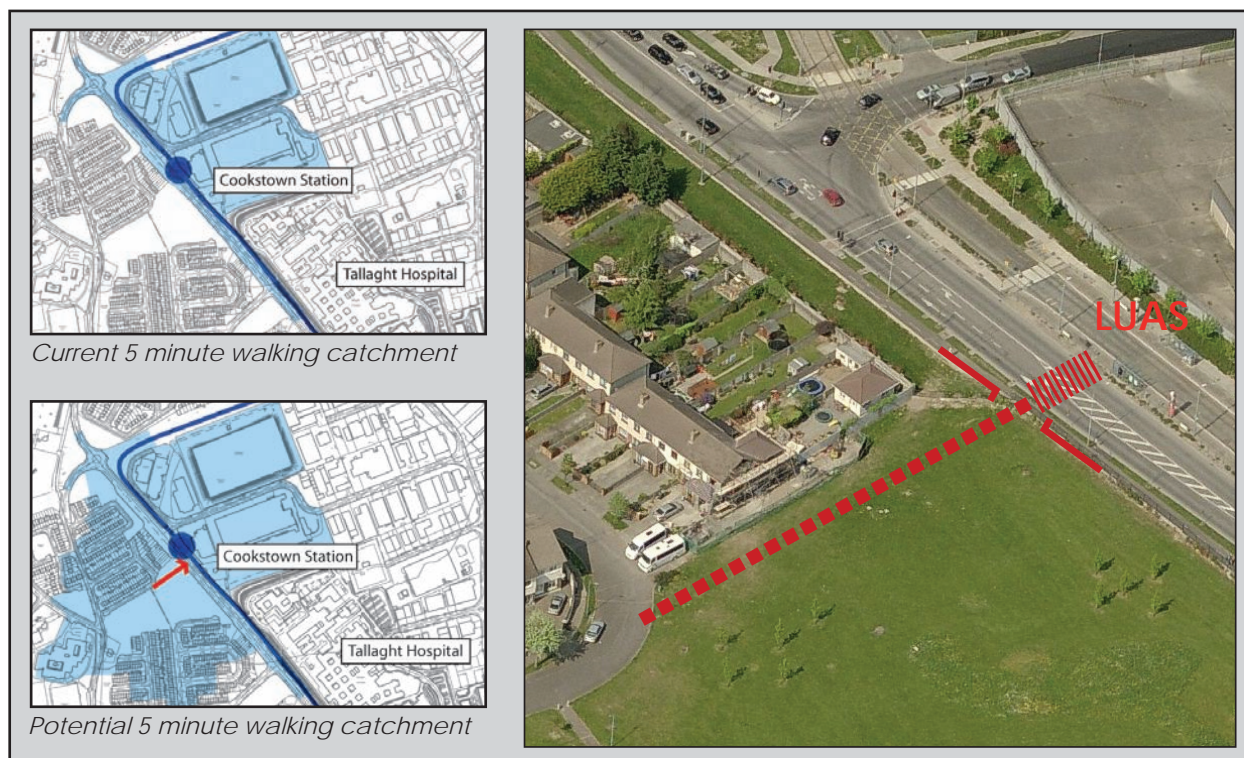 Cookstown Station
Tallaght Hospital
Current 5 minute walking catchment
Cookstown Station
Tallaght Hospital
Potential 5 minute walking catchment
LUAS